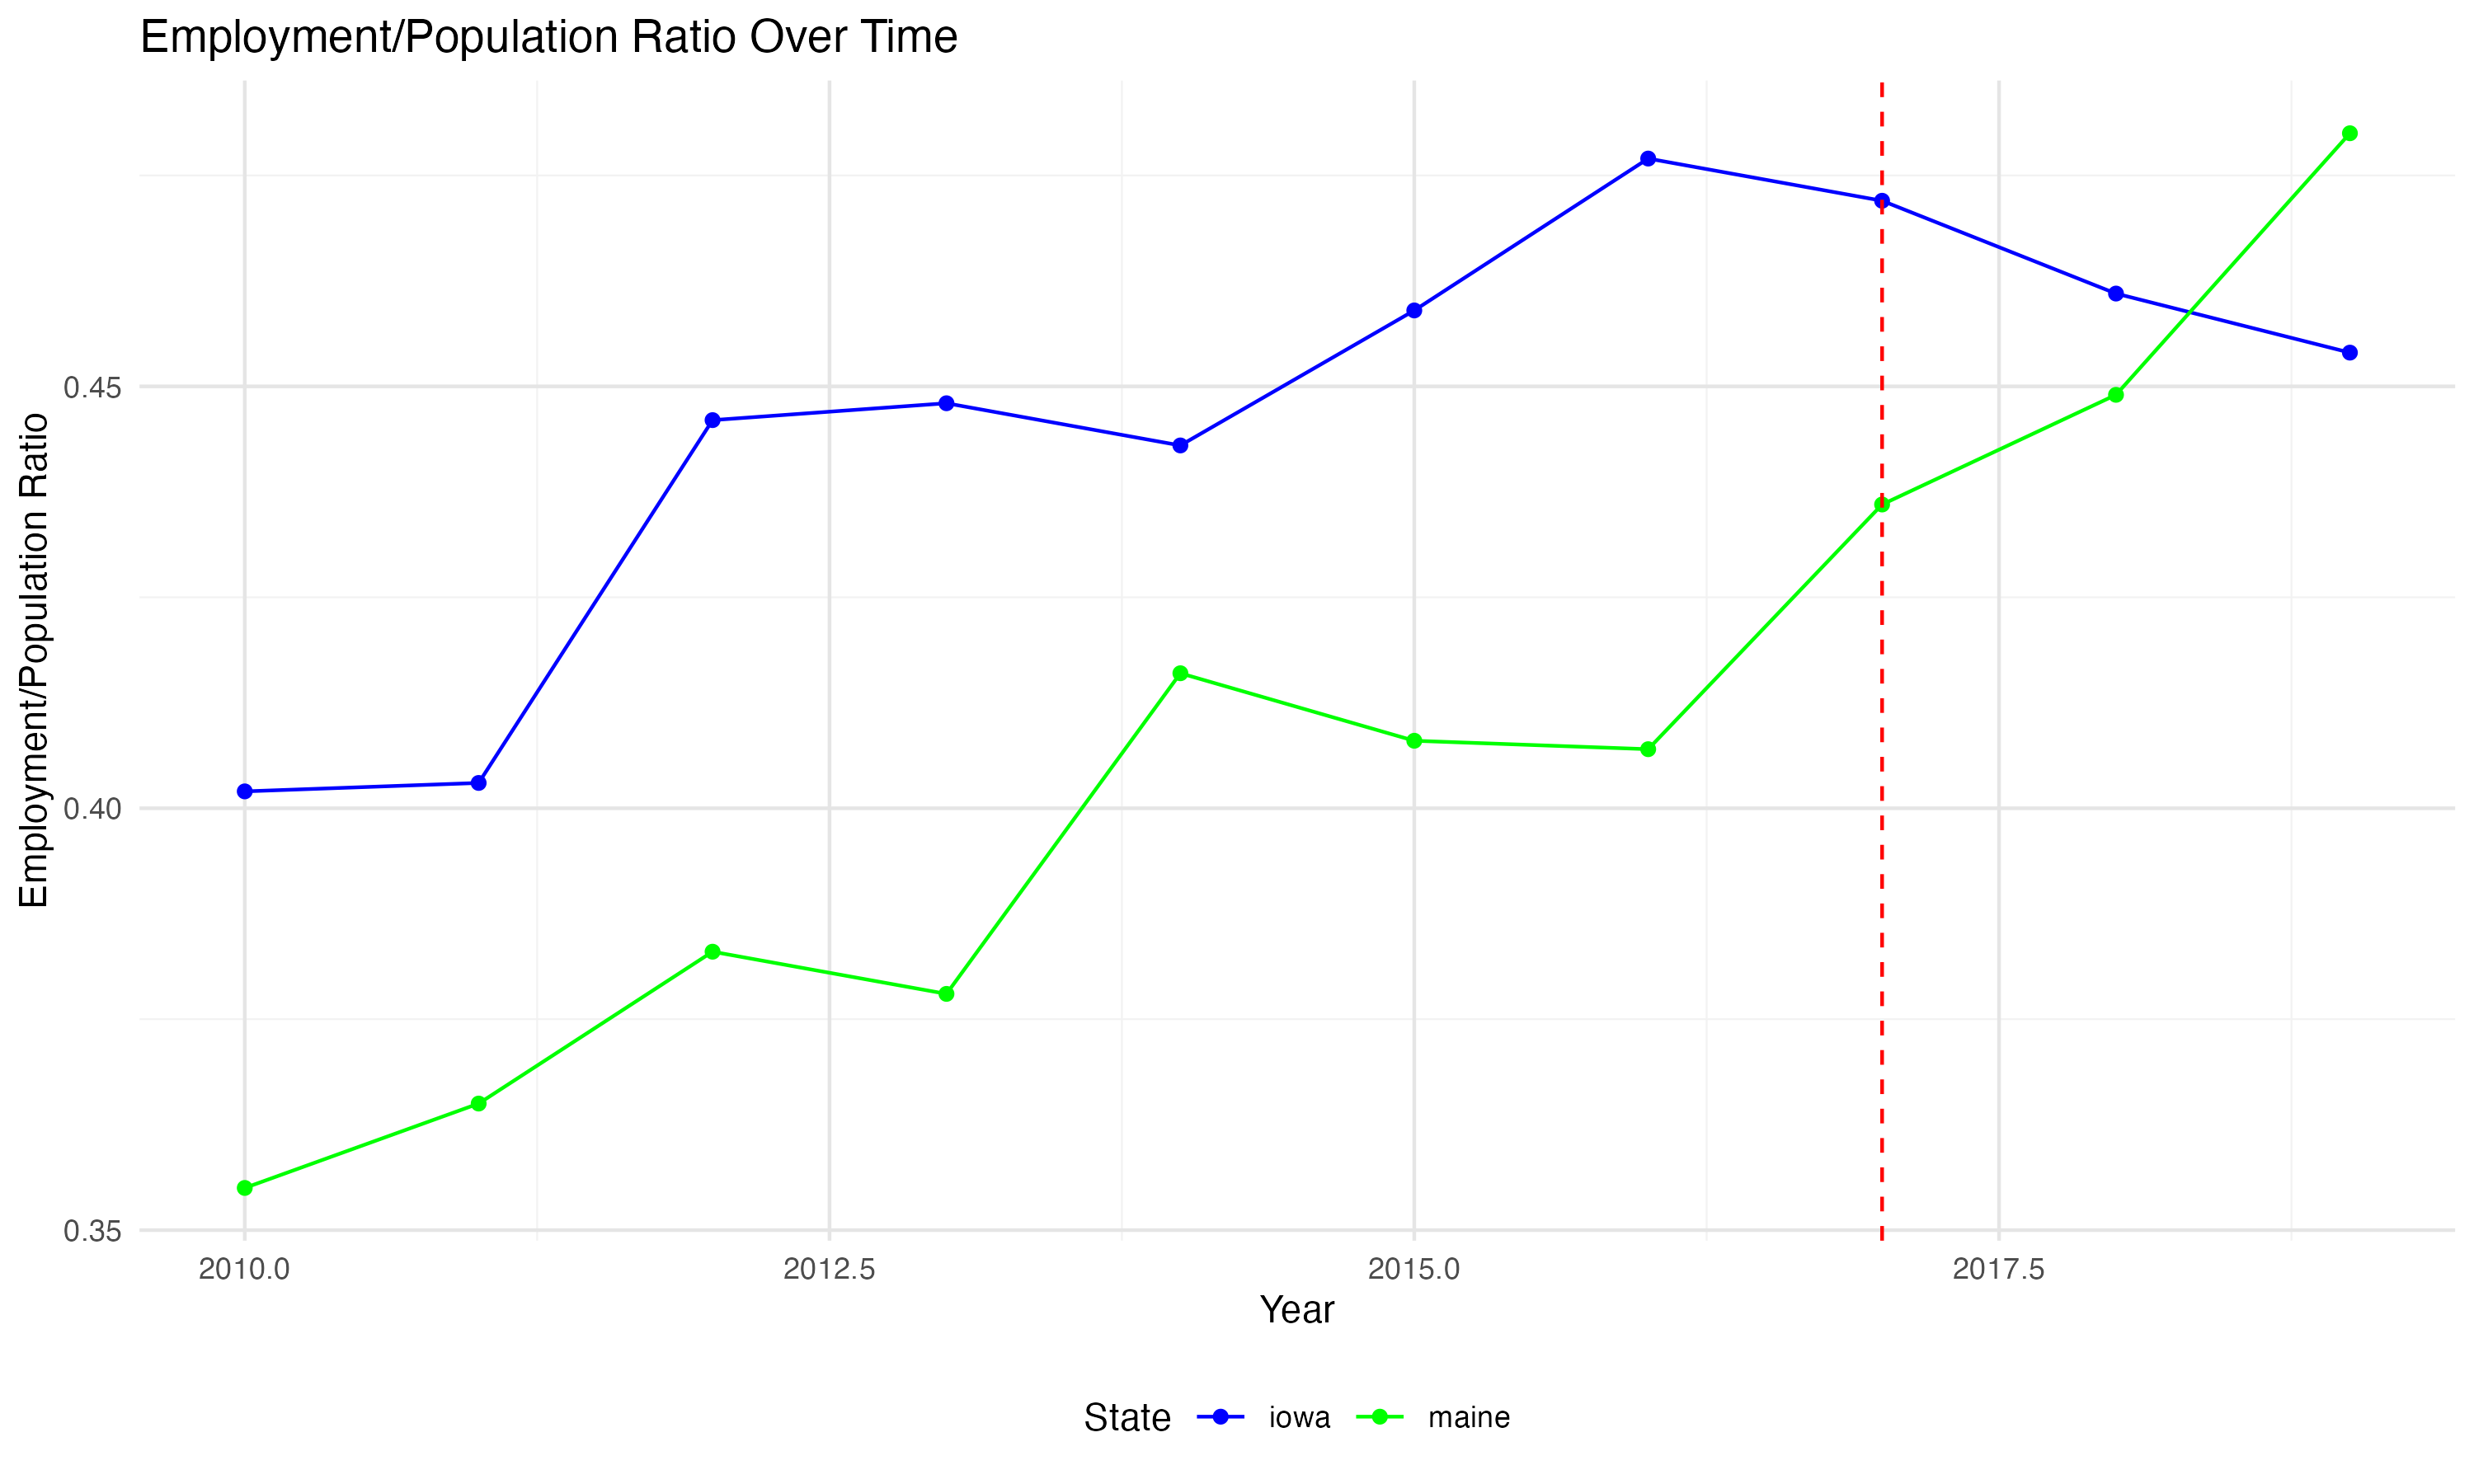 Employment/Population Ratio Over Time
Employment/Population Ratio
0.45
0.40
0.35
2010.0 2012.5 2015.0 2017.5
Year
State iowa maine